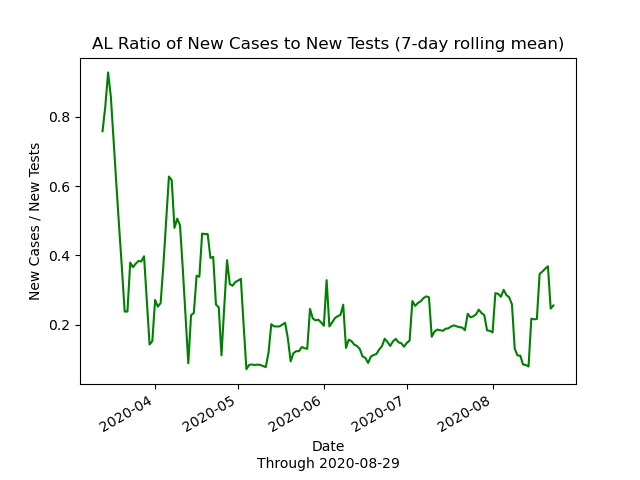 AL Ratio of New Cases to New Tests (7-day rolling mean)
New Cases / New Tests
0.8
0.6
0.4
0.2
2020-04
2020-05
2020-06
2020-07
2020-08
Date
Through 2020-08-29